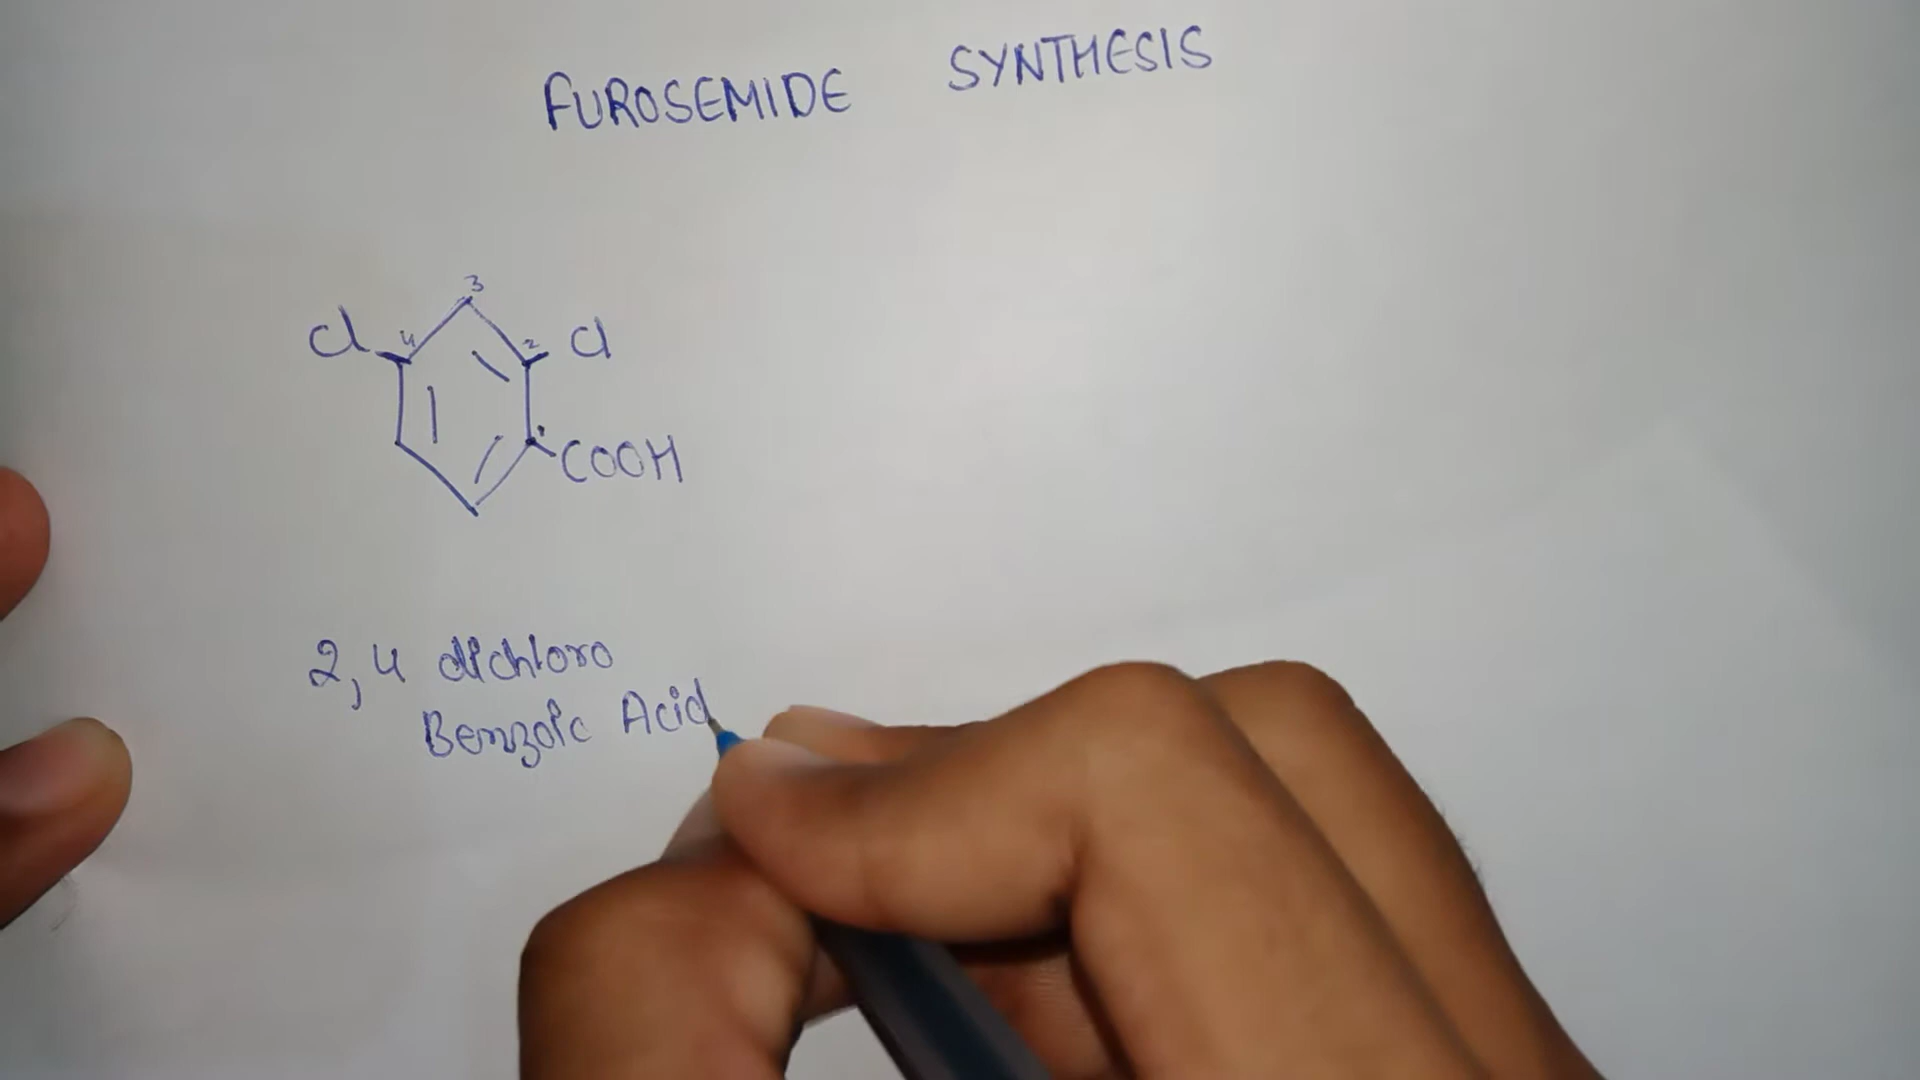 FUROSEMIDE SYNTHESIS
3
Cl 4 2 Cl
1 COOH
2,4 dichloro
Benzoic Acid